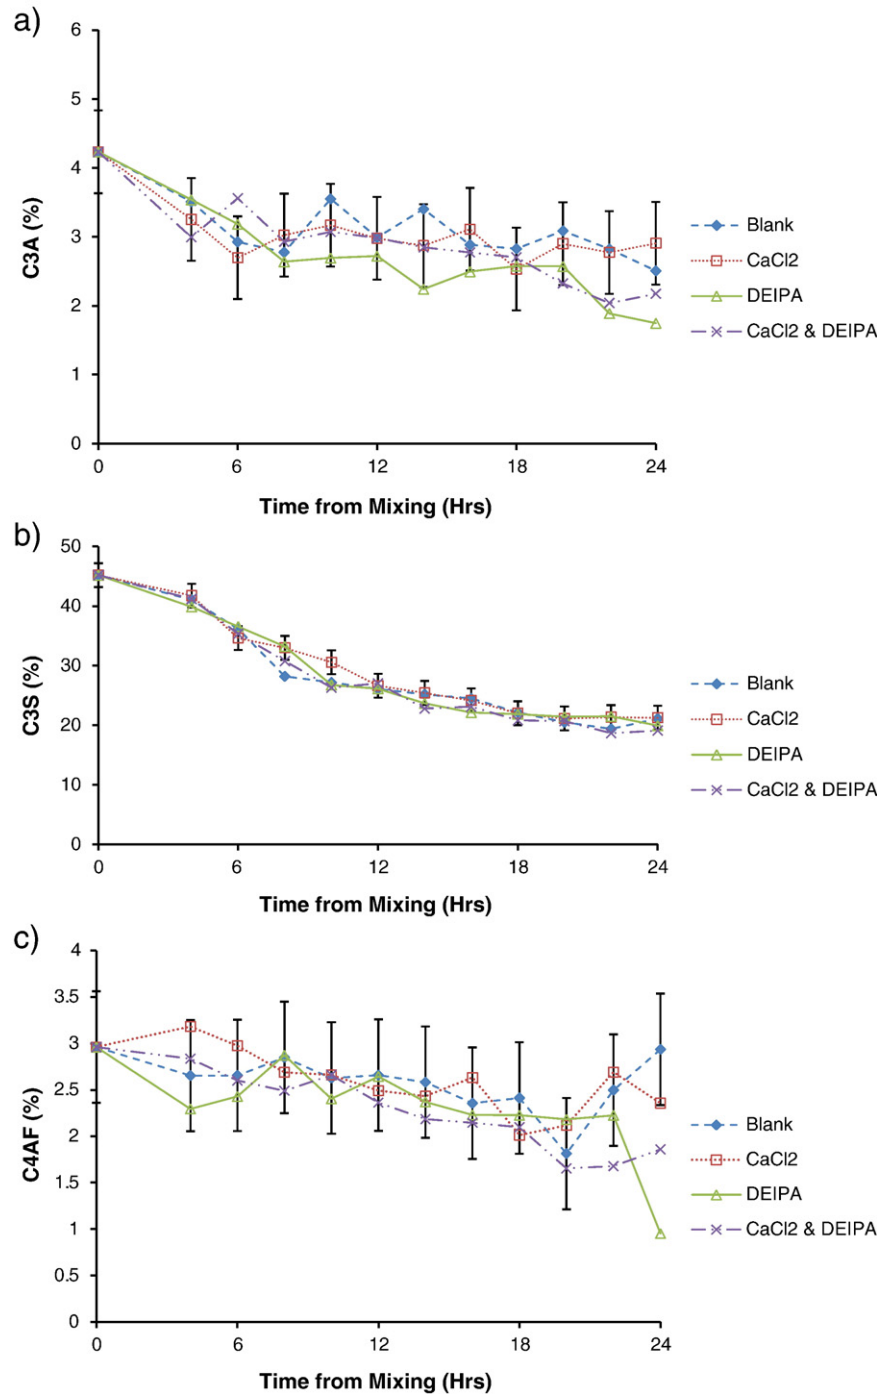 a)
6
5
4
3
2
1
0
C3A (%)
0 6 12 18 24
Time from Mixing (Hrs)
Blank
CaCl2
DEIPA
CaCl2 & DEIPA
b)
50
40
30
20
10
0
C3S (%)
0 6 12 18 24
Time from Mixing (Hrs)
Blank
CaCl2
DEIPA
CaCl2 & DEIPA
c)
4
3.5
3
2.5
2
1.5
1
0.5
0
C4AF (%)
0 6 12 18 24
Time from Mixing (Hrs)
Blank
CaCl2
DEIPA
CaCl2 & DEIPA